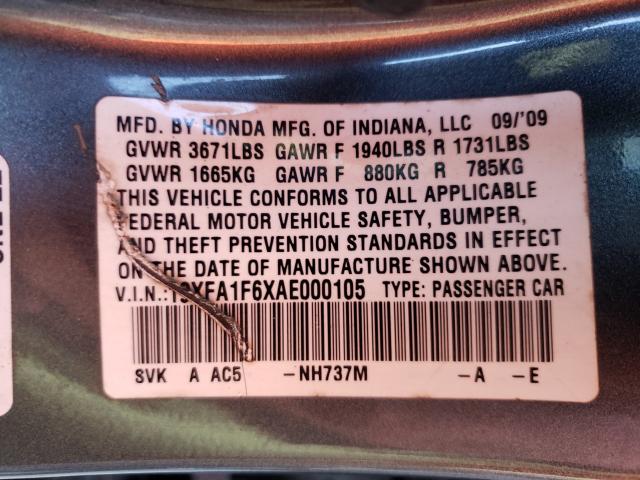 MFD. BY HONDA MFG. OF INDIANA, LLC 09/'09
GVWR 3671LBS GAWR F 1940LBS R 1731LBS
GVWR 1665KG GAWR F 880KG R 785KG
THIS VEHICLE CONFORMS TO ALL APPLICABLE
FEDERAL MOTOR VEHICLE SAFETY, BUMPER,
AND THEFT PREVENTION STANDARDS IN EFFECT
ON THE DATE OF MANUFACTURE SHOWN ABOVE.
V.I.N.:19XFA1F6XAE000105 TYPE: PASSENGER CAR
SVK A AC5 -NH737M -A -E